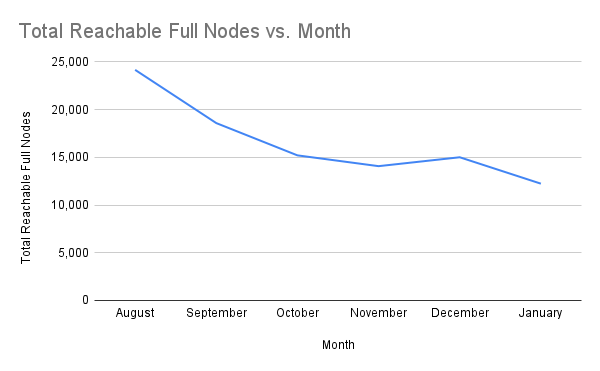 Total Reachable Full Nodes vs. Month
Total Reachable Full Nodes
25,000
20,000
15,000
10,000
5,000
0
August September October November December January
Month